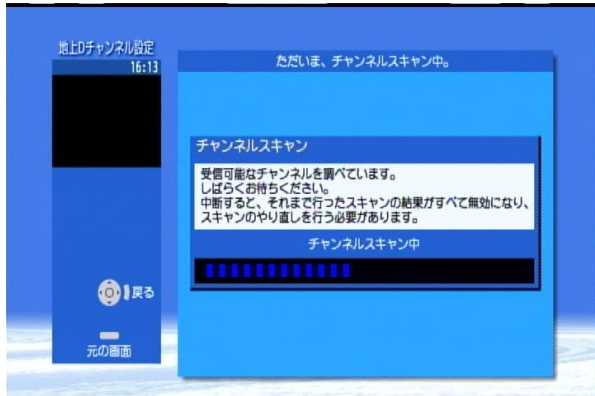 地上Dチャンネル設定
16:13
ただいま、チャンネルスキャン中。
チャンネルスキャン
受信可能なチャンネルを調べています。
しばらくお待ちください。
中断すると、それまで行ったスキャンの結果がすべて無効になり、
スキャンのやり直しを行う必要があります。
チャンネルスキャン中
戻る
元の画面